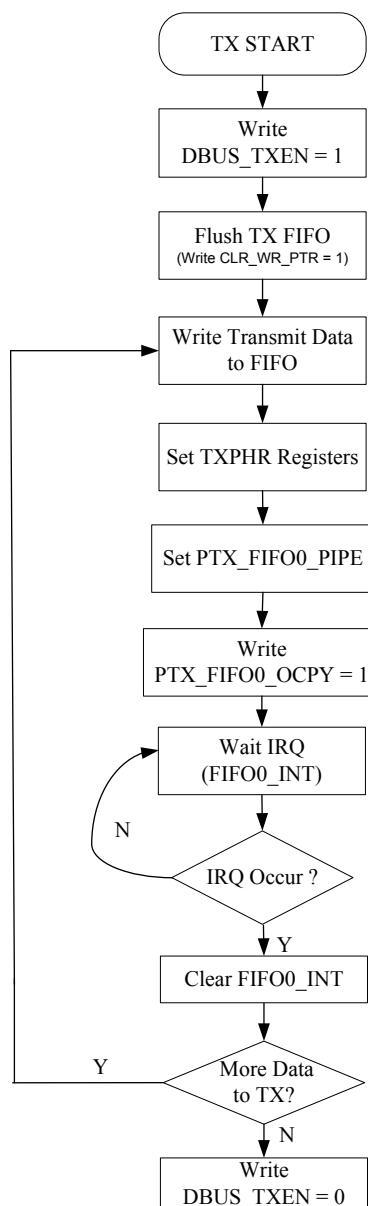 TX START
Write
DBUS_TXEN = 1
Flush TX FIFO
(Write CLR_WR_PTR = 1)
Write Transmit Data
to FIFO
Set TXPHR Registers
Set PTX_FIFO0_PIPE
Write
PTX_FIFO0_OCPY = 1
Wait IRQ
(FIFO0_INT)
N
IRQ Occur ?
Y
Clear FIFO0_INT
Y
More Data
to TX?
N
Write
DBUS_TXEN = 0